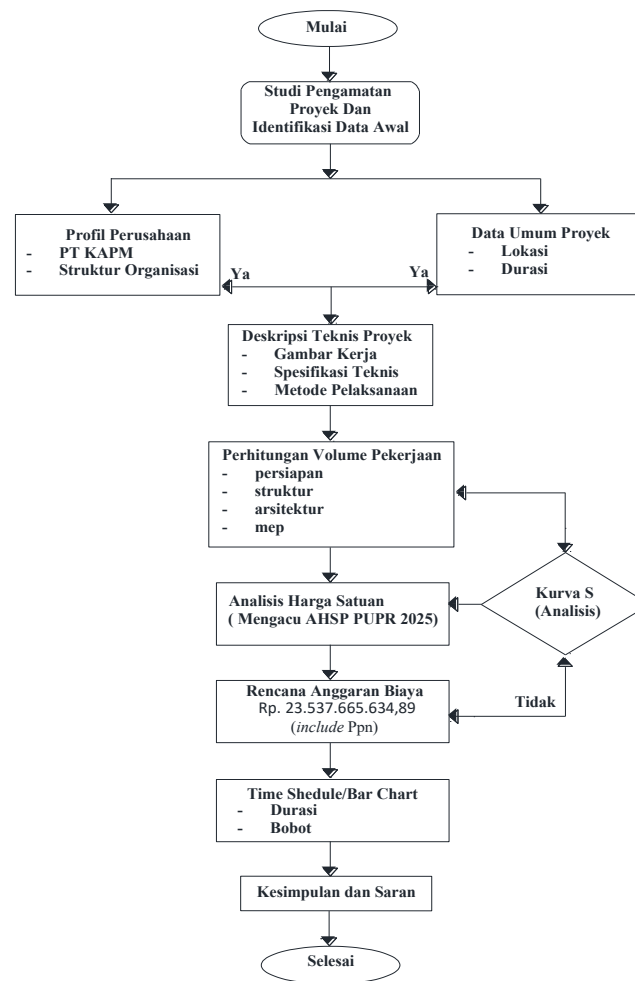 Mulai
Studi Pengamatan
Proyek Dan
Identifikasi Data Awal
Profil Perusahaan
- PT KAPM
- Struktur Organisasi
Data Umum Proyek
- Lokasi
- Durasi
Ya
Ya
Deskripsi Teknis Proyek
- Gambar Kerja
- Spesifikasi Teknis
- Metode Pelaksanaan
Perhitungan Volume Pekerjaan
- persiapan
- struktur
- arsitektur
- mep
Analisis Harga Satuan
( Mengacu AHSP PUPR 2025)
Kurva S
(Analisis)
Rencana Anggaran Biaya
Rp. 23.537.665.634,89
(include Ppn)
Tidak
Time Shedule/Bar Chart
- Durasi
- Bobot
Kesimpulan dan Saran
Selesai